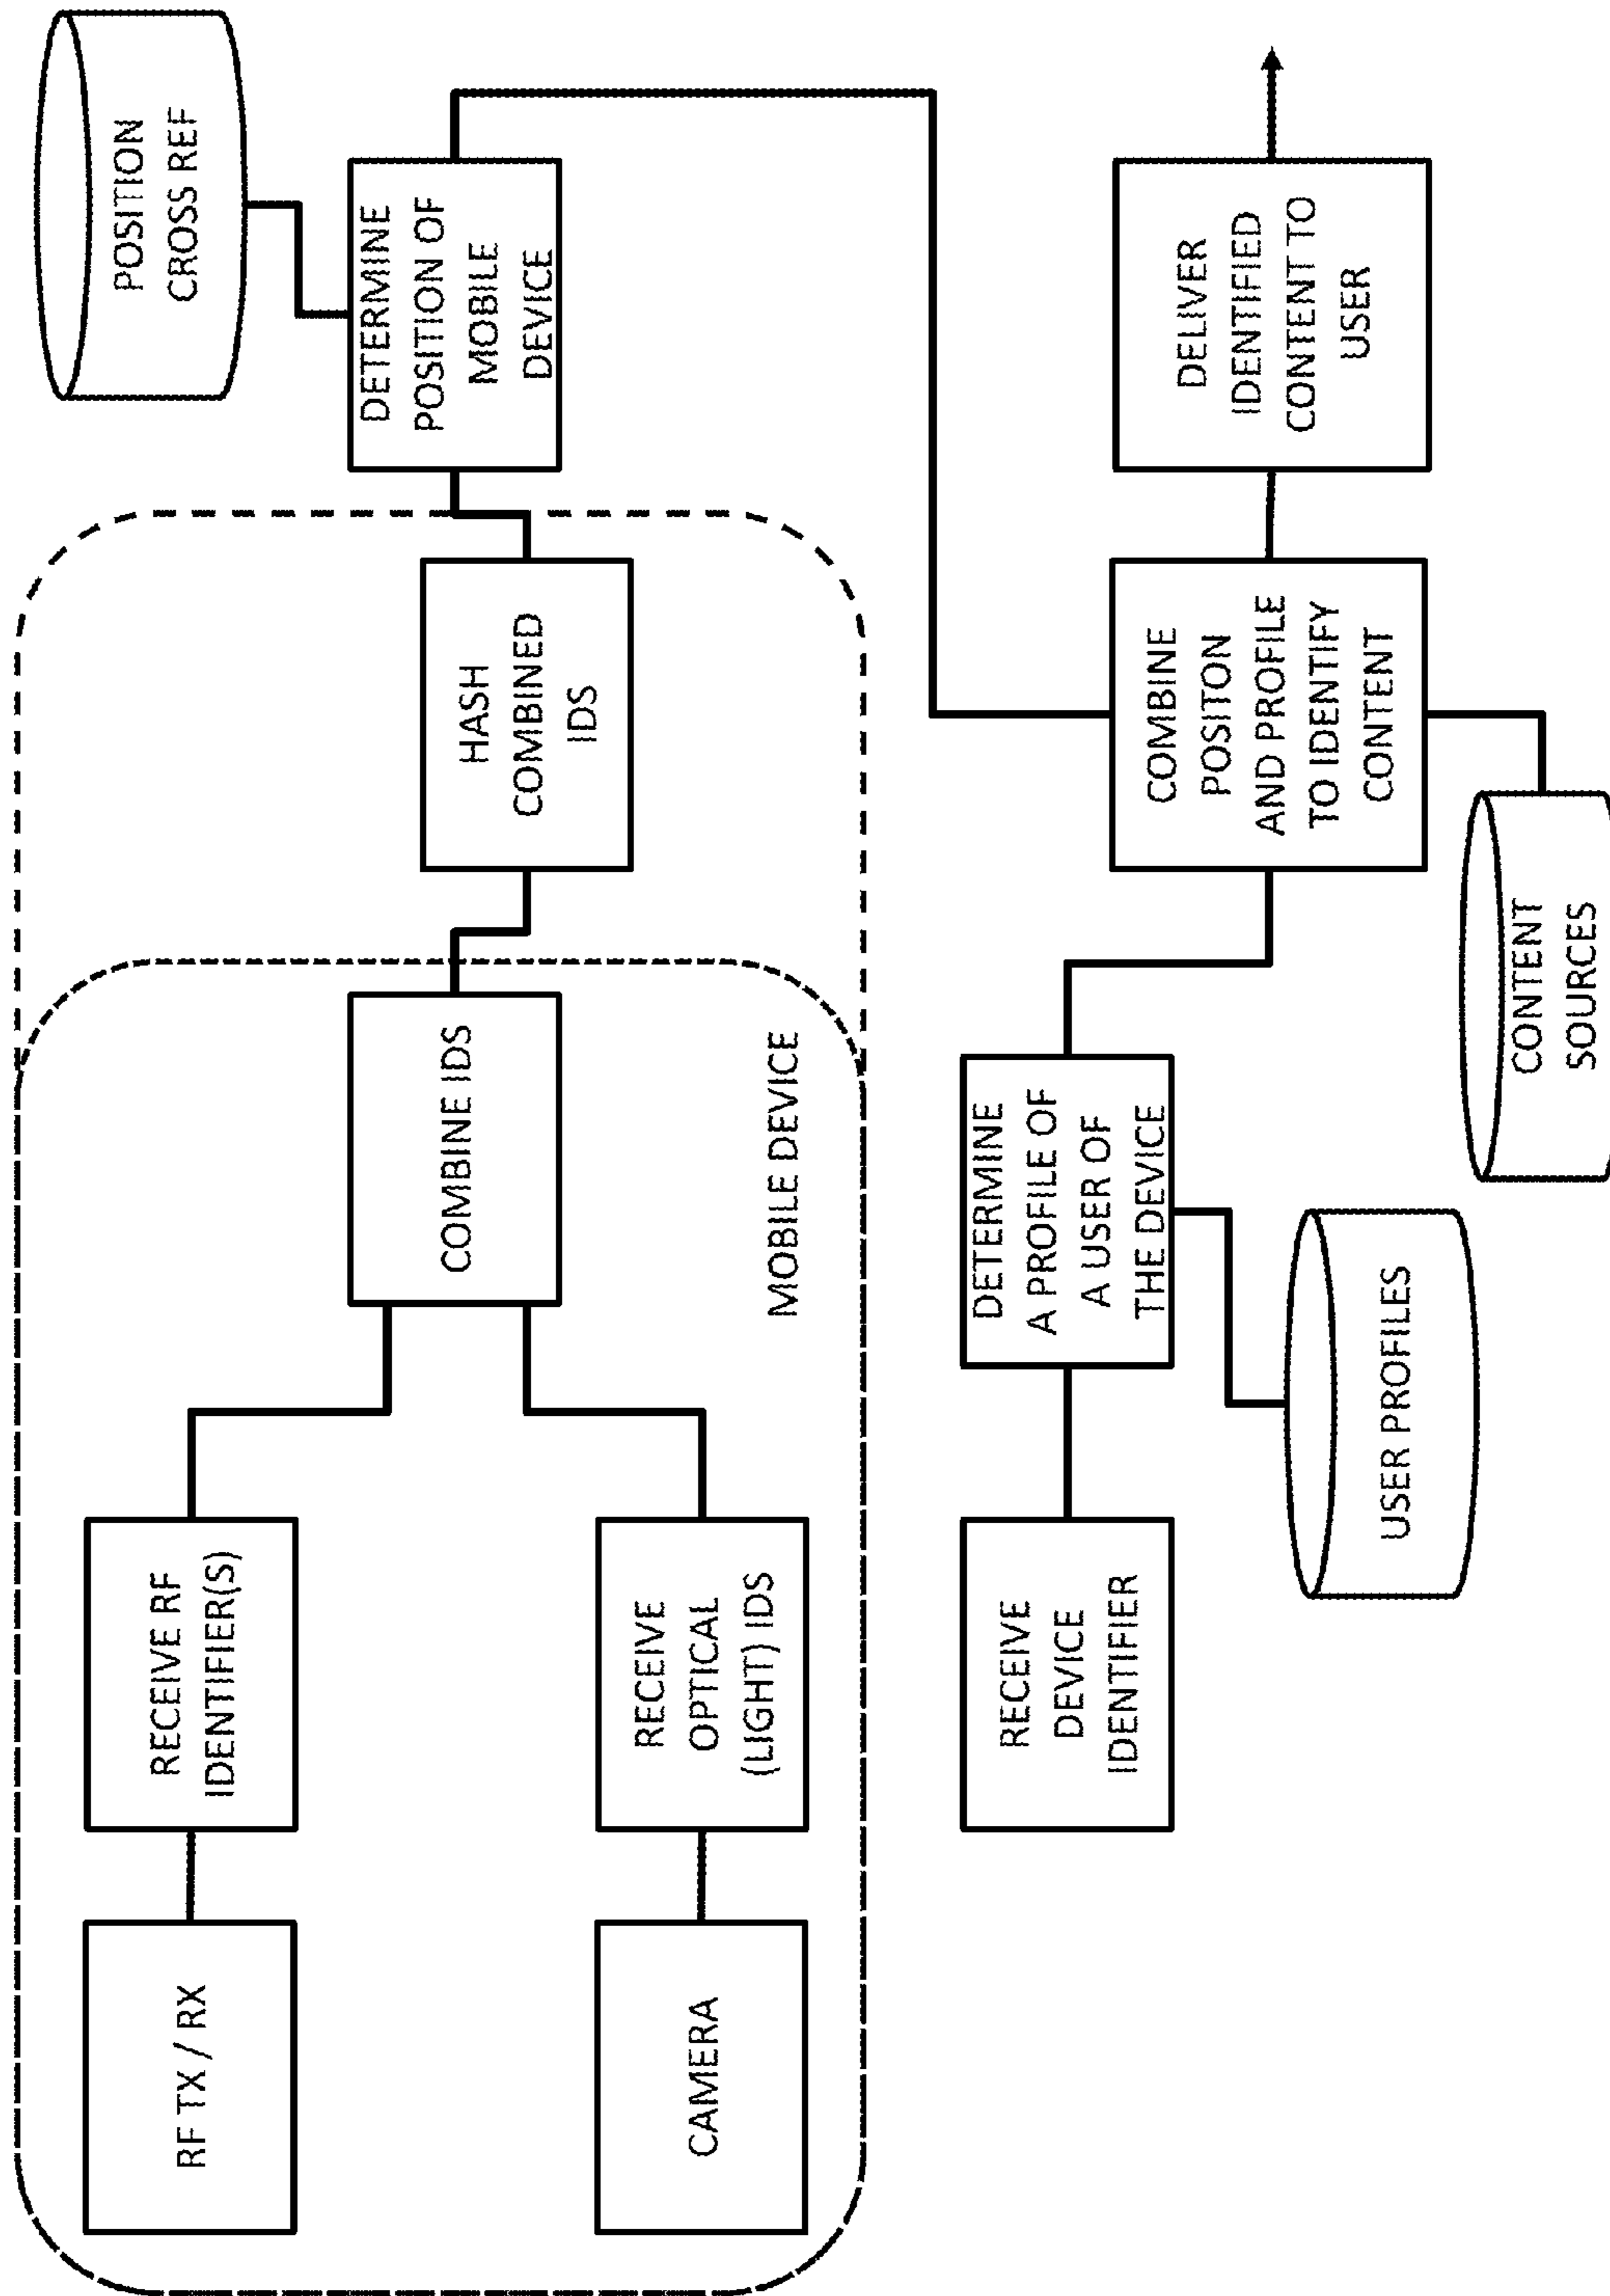 RF TX / RX
RECEIVE RF
IDENTIFIER(S)
CAMERA
RECEIVE
OPTICAL
(LIGHT) IDS
COMBINE IDS
MOBILE DEVICE
HASH
COMBINED
IDS
DETERMINE
POSITION OF
MOBILE
DEVICE
POSITION
CROSS REF
RECEIVE
DEVICE
IDENTIFIER
DETERMINE
A PROFILE OF
A USER OF
THE DEVICE
USER PROFILES
COMBINE
POSITON
AND PROFILE
TO IDENTIFY
CONTENT
CONTENT
SOURCES
DELIVER
IDENTIFIED
CONTENT TO
USER